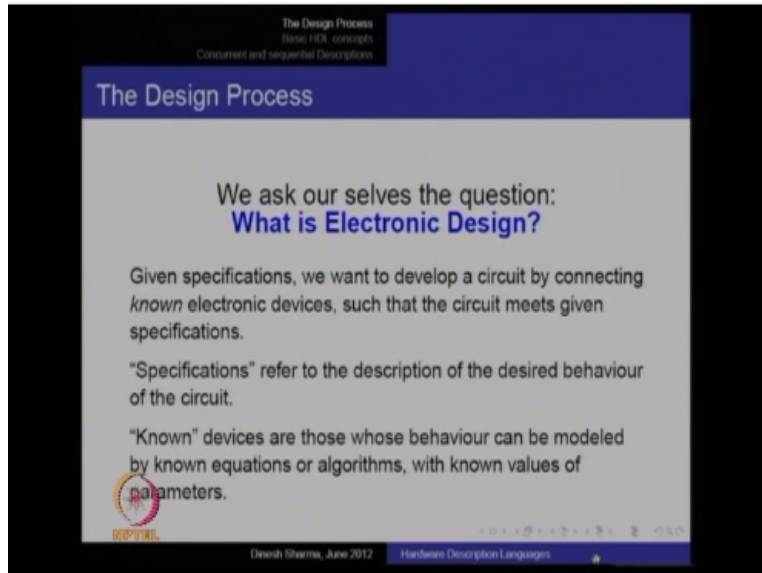 The Design Process
Basic HDL concepts
Concurrent and sequential Descriptions
The Design Process
We ask our selves the question:
What is Electronic Design?
Given specifications, we want to develop a circuit by connecting
known electronic devices, such that the circuit meets given
specifications.
"Specifications" refer to the description of the desired behaviour
of the circuit.
"Known" devices are those whose behaviour can be modeled
by known equations or algorithms, with known values of
parameters.
NPTEL
Dinesh Sharma, June 2012
Hardware Description Languages